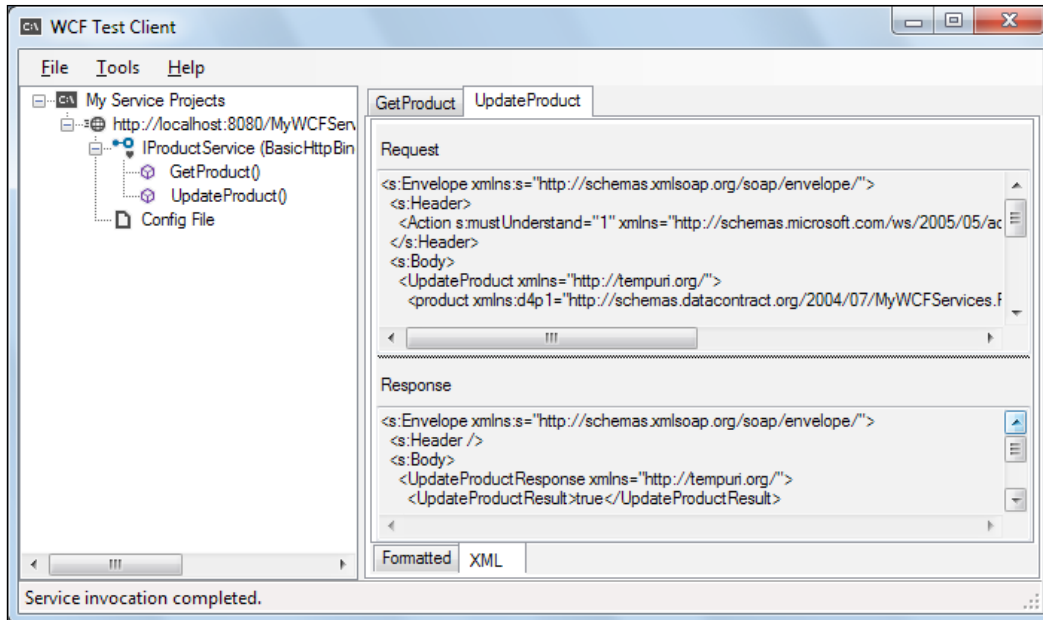 WCF Test Client
File Tools Help
My Service Projects
http://localhost:8080/MyWCFServ
IProductService (BasicHttpBin
GetProduct()
UpdateProduct()
Config File
GetProduct UpdateProduct
Request
<s:Envelope xmlns:s="http://schemas.xmlsoap.org/soap/envelope/">
<s:Header>
<Action s:mustUnderstand="1" xmlns="http://schemas.microsoft.com/ws/2005/05/ac
</s:Header>
<s:Body>
<UpdateProduct xmlns="http://tempuri.org/">
<product xmlns:d4p1="http://schemas.datacontract.org/2004/07/MyWCFServices.F
Response
<s:Envelope xmlns:s="http://schemas.xmlsoap.org/soap/envelope/">
<s:Header />
<s:Body>
<UpdateProductResponse xmlns="http://tempuri.org/">
<UpdateProductResult>true</UpdateProductResult>
Formatted XML
Service invocation completed.